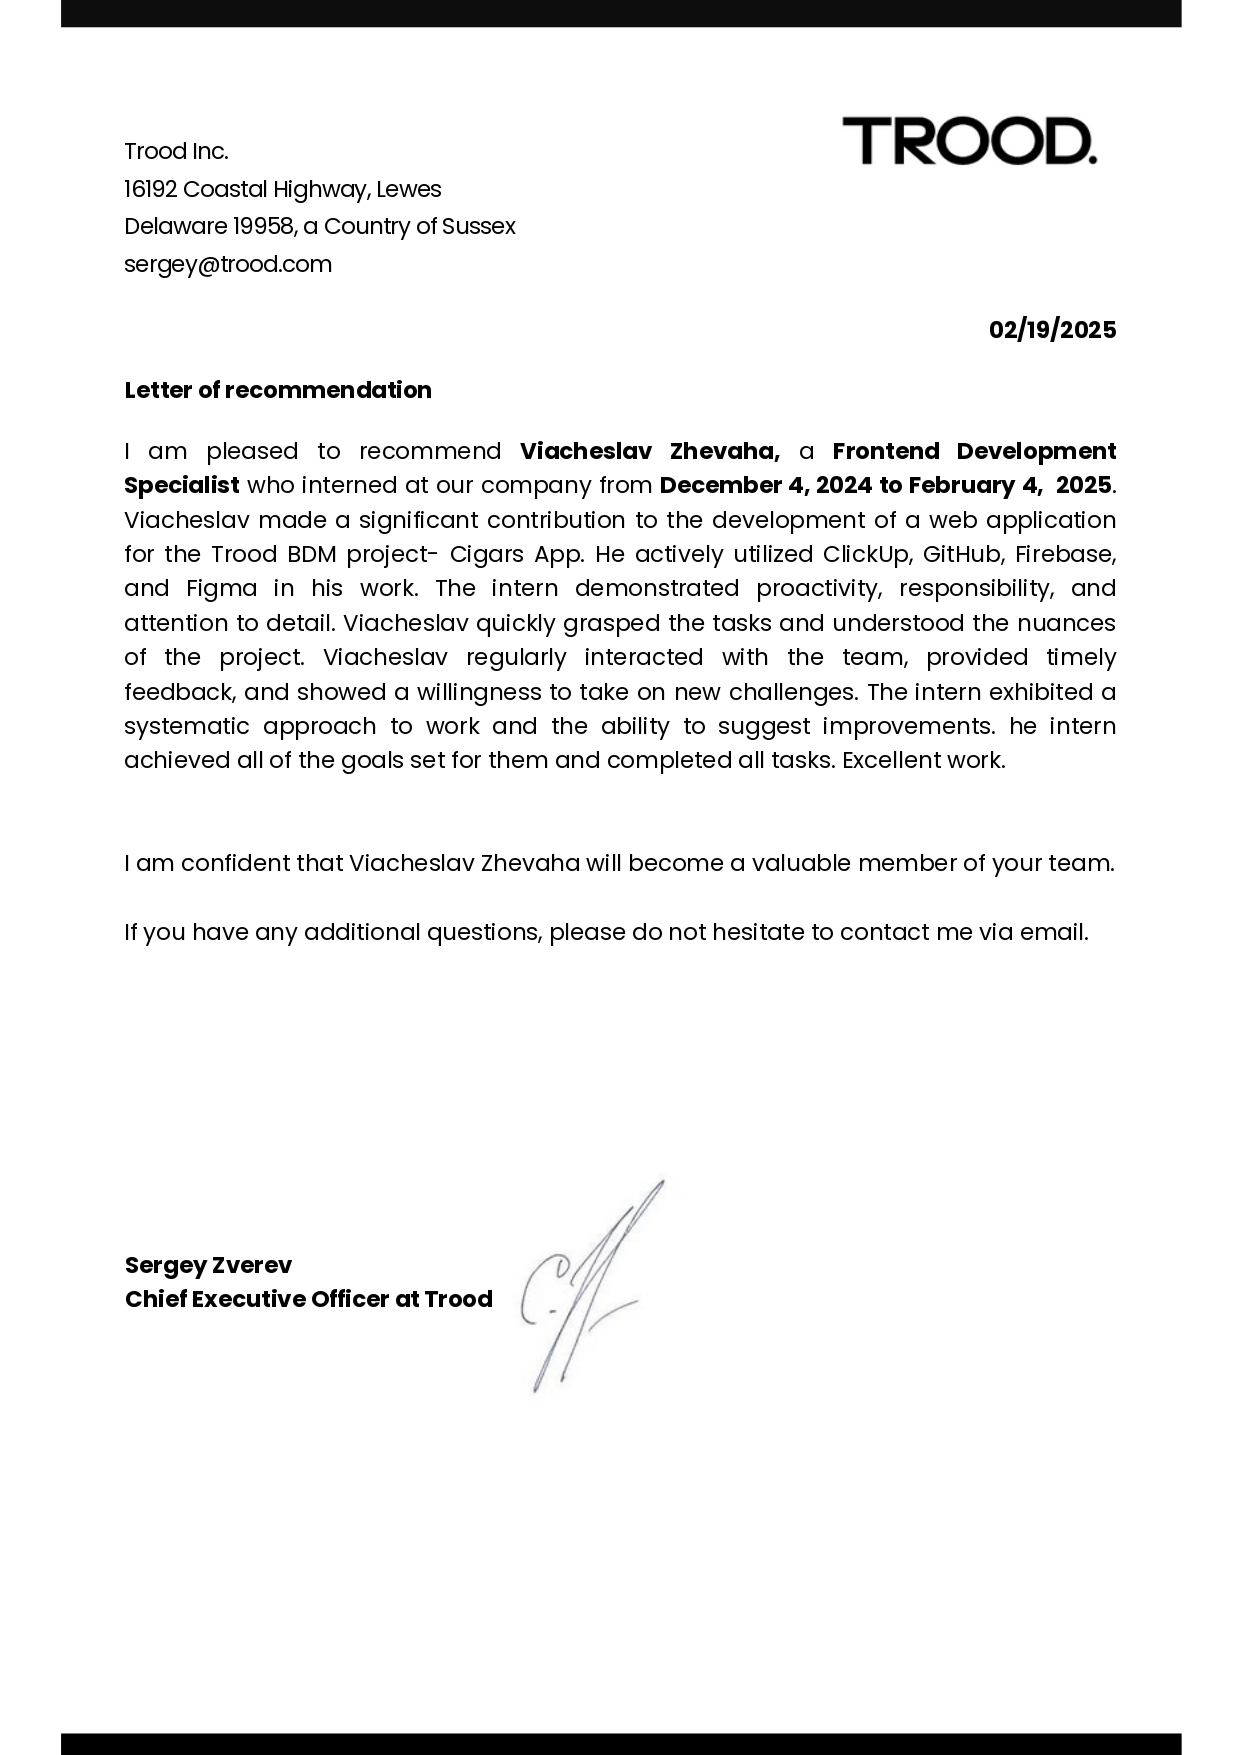 TROOD.
Trood Inc.
16192 Coastal Highway, Lewes
Delaware 19958, a Country of Sussex
sergey@trood.com
02/19/2025
Letter of recommendation
I am pleased to recommend Viacheslav Zhevaha, a Frontend Development
Specialist who interned at our company from December 4, 2024 to February 4, 2025.
Viacheslav made a significant contribution to the development of a web application
for the Trood BDM project- Cigars App. He actively utilized ClickUp, GitHub, Firebase,
and Figma in his work. The intern demonstrated proactivity, responsibility, and
attention to detail. Viacheslav quickly grasped the tasks and understood the nuances
of the project. Viacheslav regularly interacted with the team, provided timely
feedback, and showed a willingness to take on new challenges. The intern exhibited a
systematic approach to work and the ability to suggest improvements. he intern
achieved all of the goals set for them and completed all tasks. Excellent work.
I am confident that Viacheslav Zhevaha will become a valuable member of your team.
If you have any additional questions, please do not hesitate to contact me via email.
Sergey Zverev
Chief Executive Officer at Trood